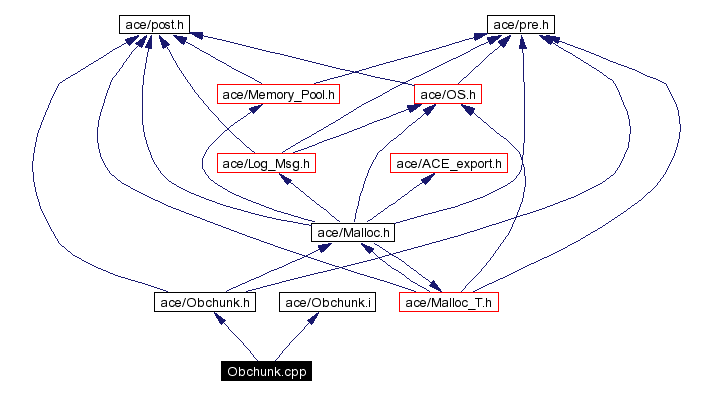 ace/post.h
ace/pre.h
ace/Memory_Pool.h
ace/OS.h
ace/Log_Msg.h
ace/ACE_export.h
ace/Malloc.h
ace/Obchunk.h
ace/Obchunk.i
ace/Malloc_T.h
Obchunk.cpp